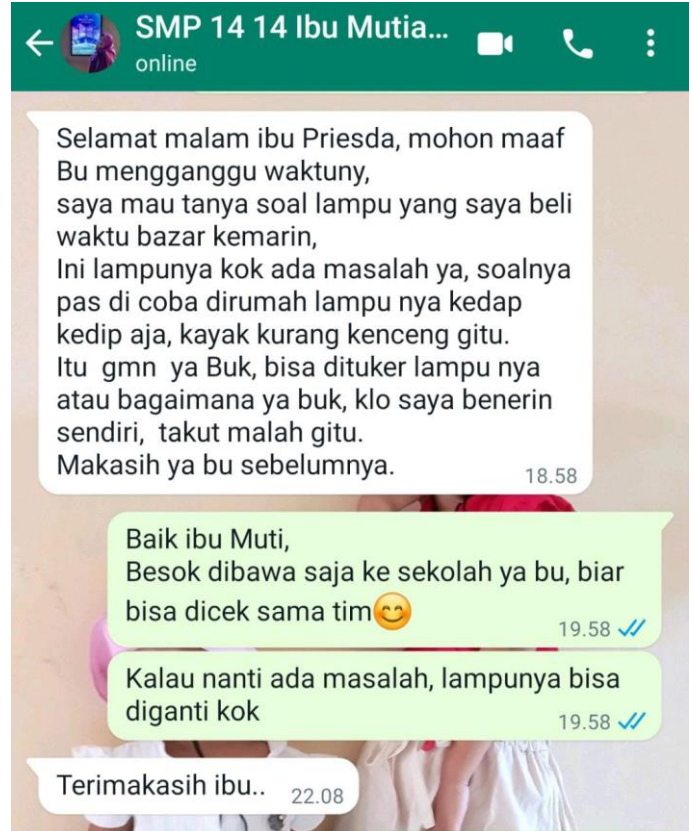 SMP 14 14 Ibu Mutia...
online
Selamat malam ibu Priesda, mohon maaf
Bu mengganggu waktuny,
saya mau tanya soal lampu yang saya beli
waktu bazar kemarin,
Ini lampunya kok ada masalah ya, soalnya
pas di coba dirumah lampu nya kedap
kedip aja, kayak kurang kenceng gitu.
Itu  gmn  ya Buk, bisa dituker lampu nya
atau bagaimana ya buk, klo saya benerin
sendiri,  takut malah gitu.
Makasih ya bu sebelumnya.
18.58
Baik ibu Muti,
Besok dibawa saja ke sekolah ya bu, biar
bisa dicek sama tim😊
19.58
Kalau nanti ada masalah, lampunya bisa
diganti kok
19.58
Terimakasih ibu..
22.08